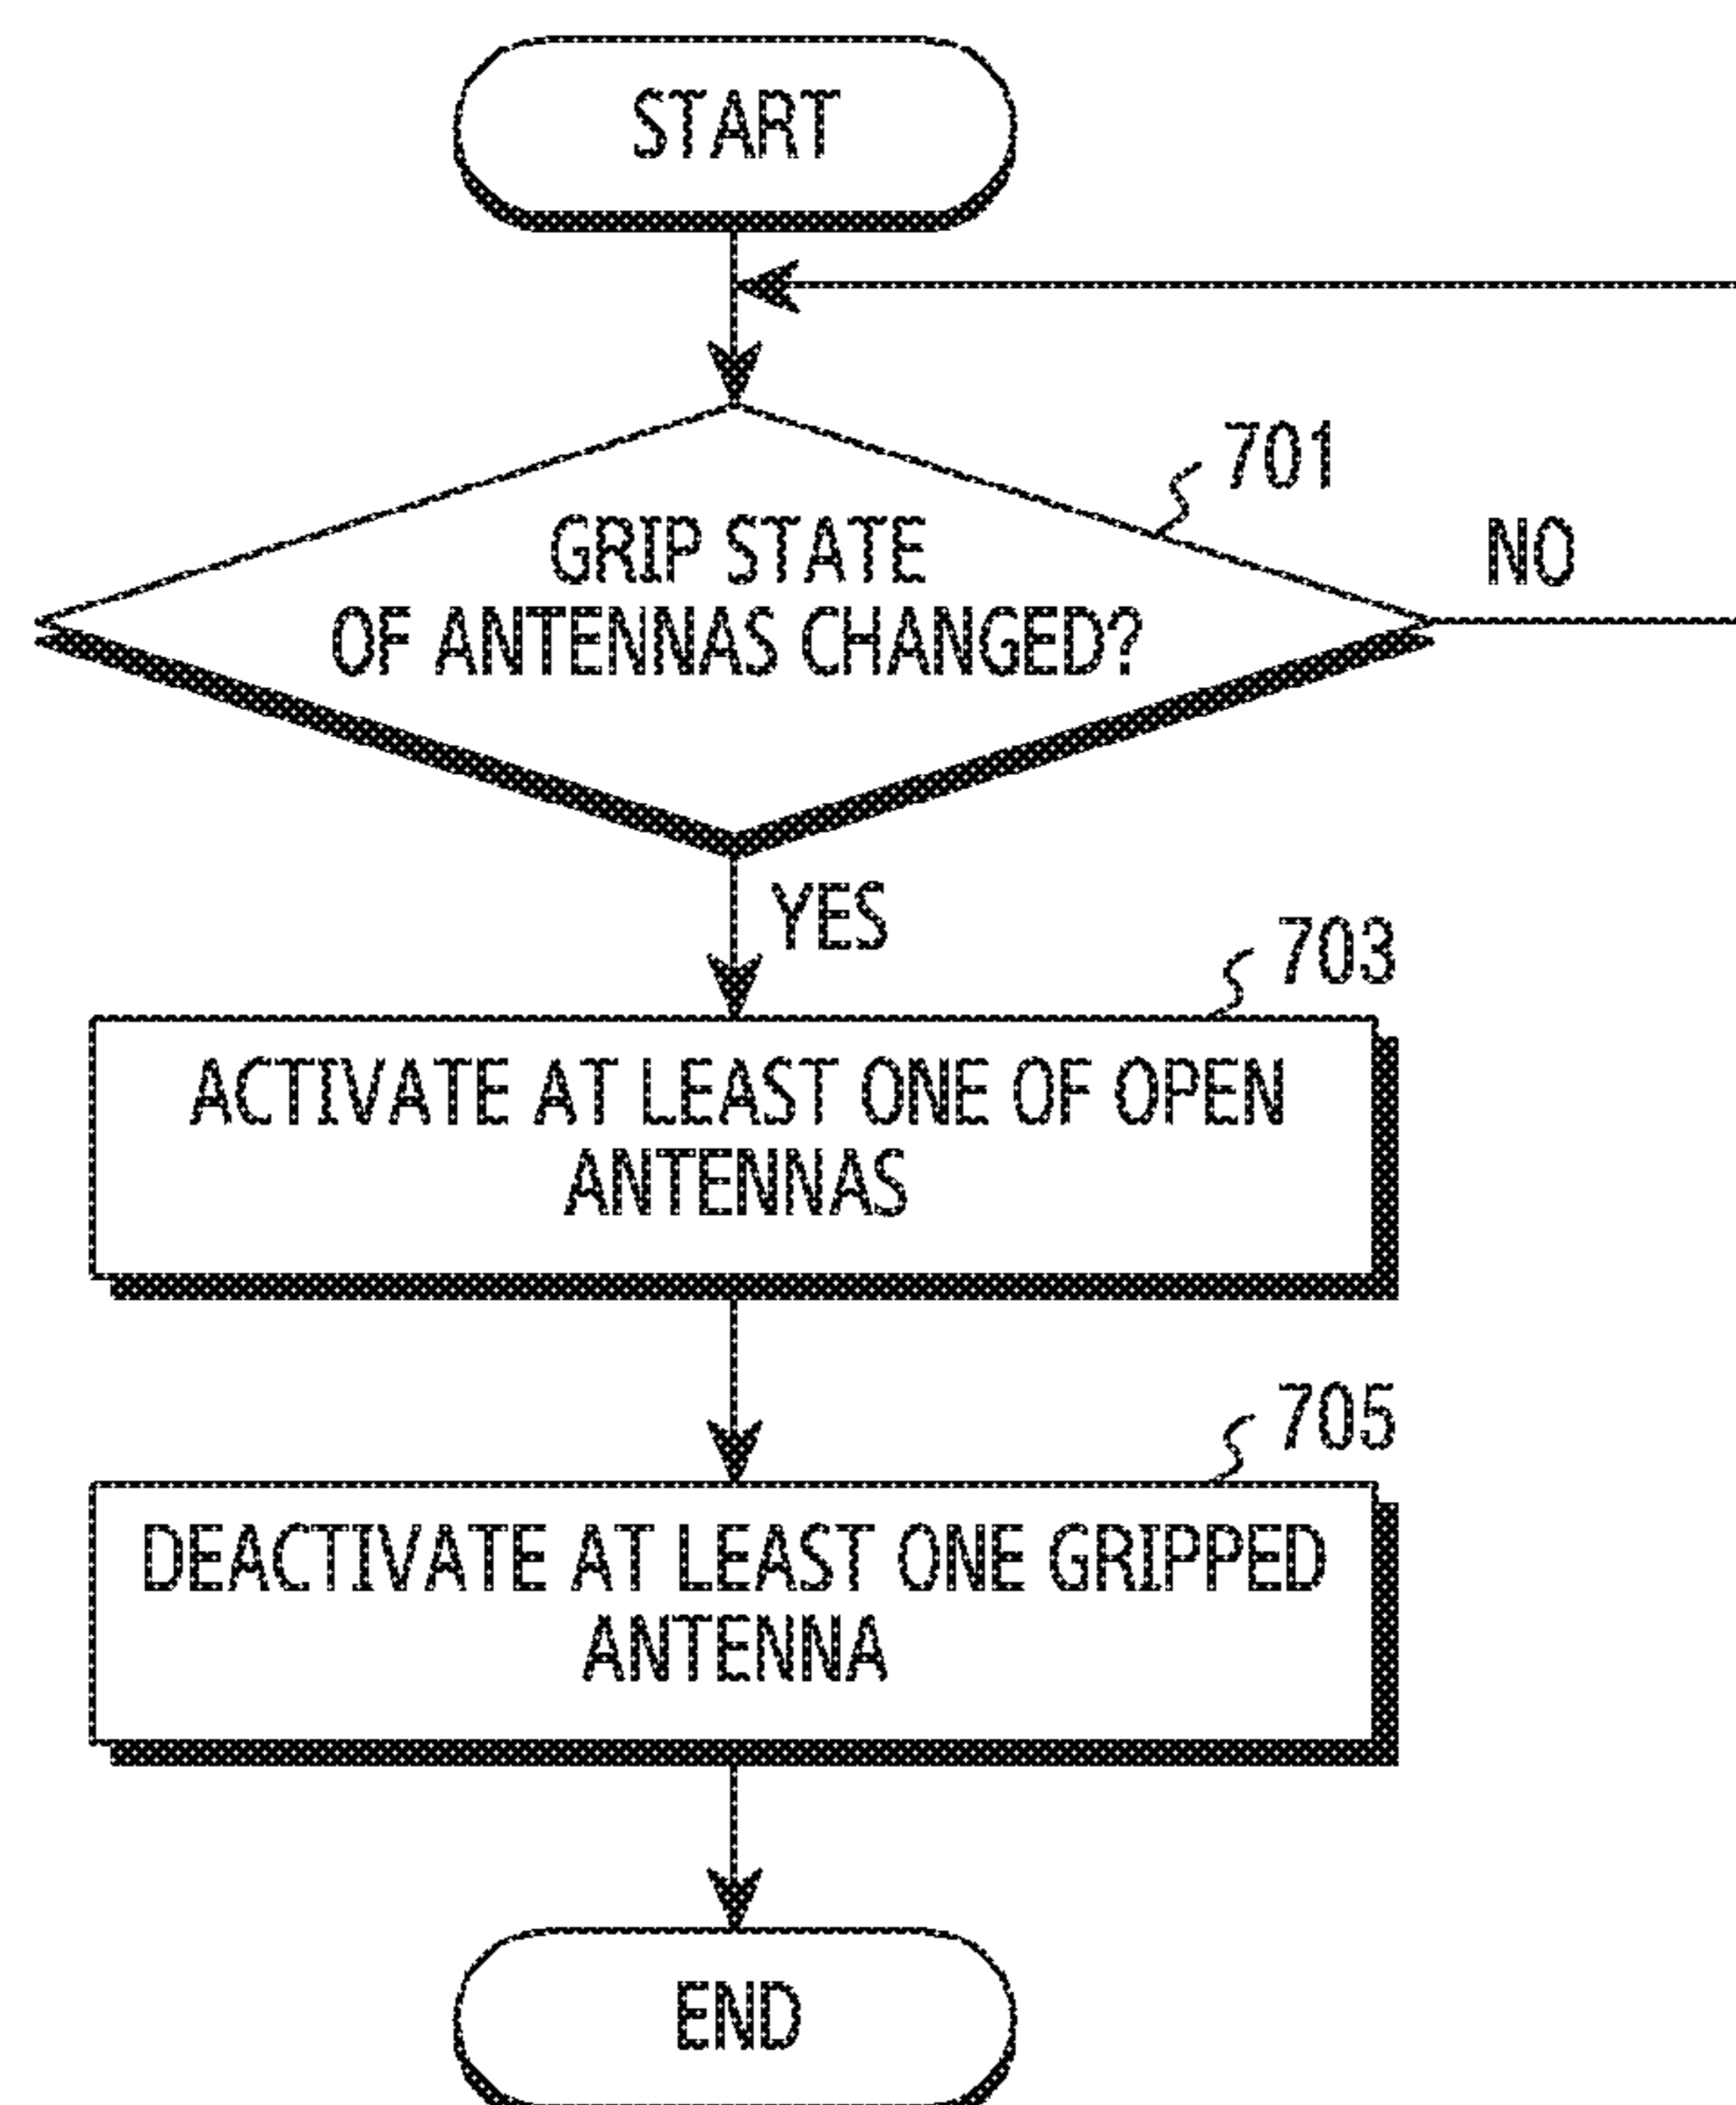 START
701
GRIP STATE
OF ANTENNAS CHANGED?
NO
YES
703
ACTIVATE AT LEAST ONE OF OPEN
ANTENNAS
705
DEACTIVATE AT LEAST ONE GRIPPED
ANTENNA
END